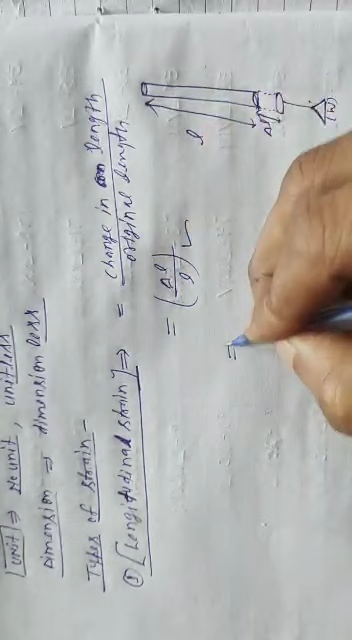 [unit] ⇒ no unit, unitless
Dimension ⇒ dimension less
Types of strain -
① [Longitudinal strain] ⇒ = change in length / original length
= (Δl / l) ✓
=
l
Δl
(W)